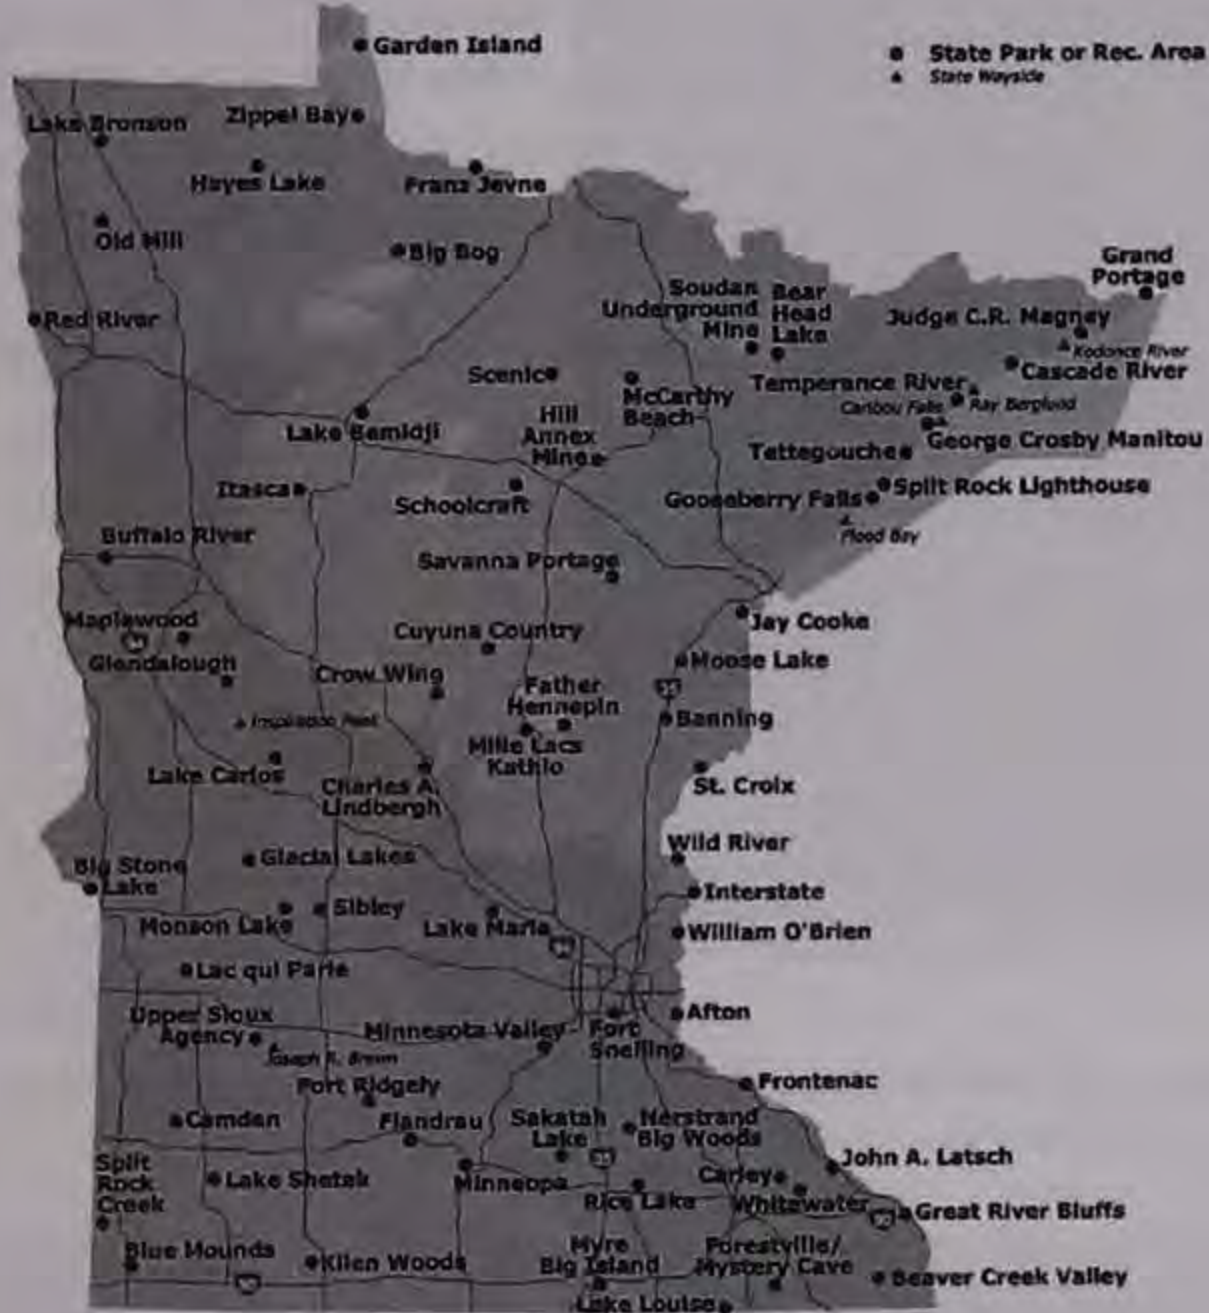 Garden Island
State Park or Rec. Area
State Wayside
Lake Bronson
Zippel Bay
Hayes Lake
Franz Jevne
Old Mill
Big Bog
Grand
Portage
Soudan
Underground
Mine
Bear
Head
Lake
Red River
Judge C.R. Magney
Kodonce River
Cascade River
Scenic
McCarthy
Beach
Temperance River
Caribou Falls
Ray Berglund
Lake Bemidji
Hill
Annex
Mine
George Crosby Manitou
Tettegouche
Itasca
Schoolcraft
Gooseberry Falls
Split Rock Lighthouse
Flood Bay
Buffalo River
Savanna Portage
Maplewood
Jay Cooke
Cuyuna Country
Glendalough
Moose Lake
Crow Wing
Father
Hennepin
35
Banning
Inspiration Peak
Mille Lacs
Kathio
Lake Carlos
Charles A.
Lindbergh
St. Croix
Wild River
Big Stone
Lake
Glacial Lakes
Interstate
Monson Lake
Sibley
Lake Maria
William O'Brien
Lac qui Parle
Upper Sioux
Agency
Minnesota Valley
Fort
Snelling
Afton
Joseph R. Brown
Fort Ridgely
Frontenac
Camden
Flandrau
Sakatah
Lake
Nerstrand
Big Woods
John A. Latsch
Split
Rock
Creek
Lake Shetek
Minneopa
Rice Lake
Carley
Whitewater
Great River Bluffs
Blue Mounds
Kilen Woods
Myre
Big Island
Forestville/
Mystery Cave
Beaver Creek Valley
Lake Louise